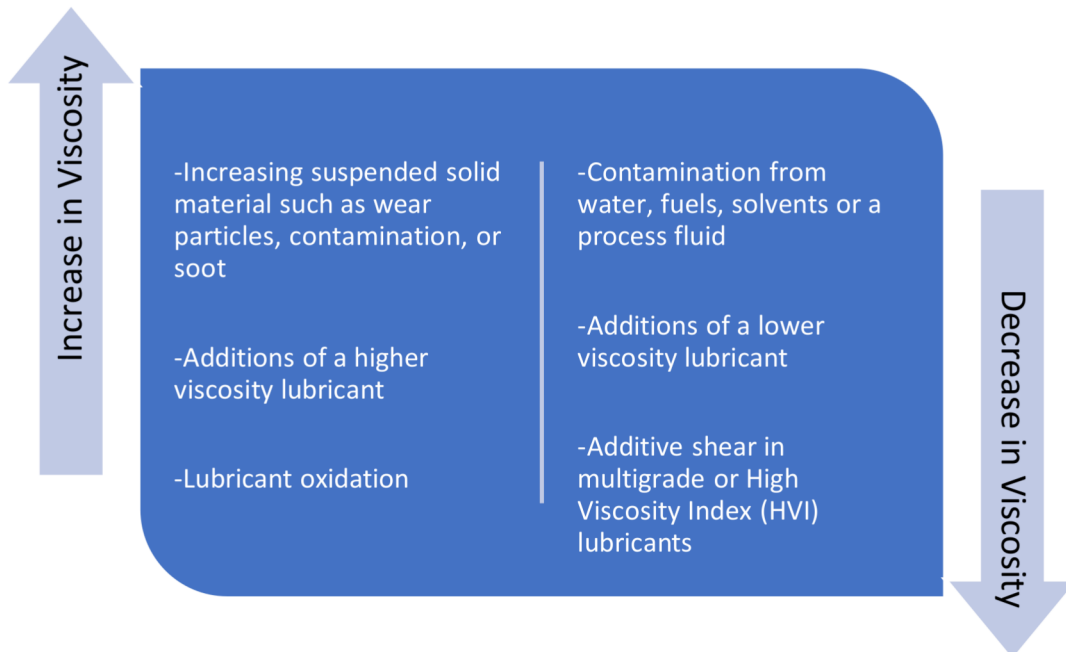 Increase in Viscosity
-Increasing suspended solid
material such as wear
particles, contamination, or
soot
-Additions of a higher
viscosity lubricant
-Lubricant oxidation
-Contamination from
water, fuels, solvents or a
process fluid
-Additions of a lower
viscosity lubricant
-Additive shear in
multigrade or High
Viscosity Index (HVI)
lubricants
Decrease in Viscosity